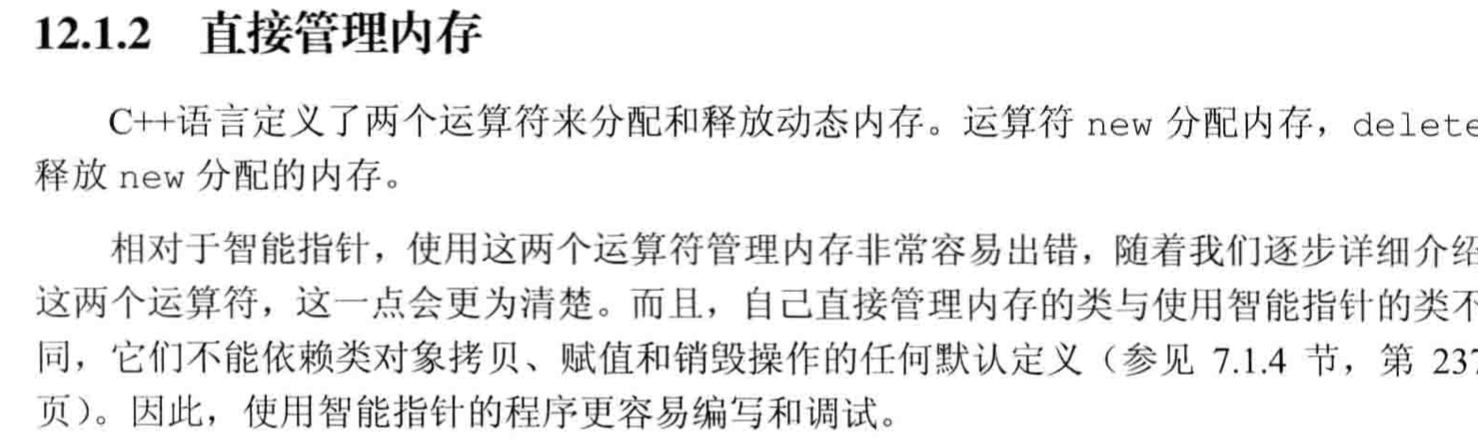 12.1.2 直接管理内存
C++语言定义了两个运算符来分配和释放动态内存。运算符 new 分配内存，delete
释放 new 分配的内存。
相对于智能指针，使用这两个运算符管理内存非常容易出错，随着我们逐步详细介绍
这两个运算符，这一点会更为清楚。而且，自己直接管理内存的类与使用智能指针的类不
同，它们不能依赖类对象拷贝、赋值和销毁操作的任何默认定义（参见 7.1.4 节，第 237
页）。因此，使用智能指针的程序更容易编写和调试。